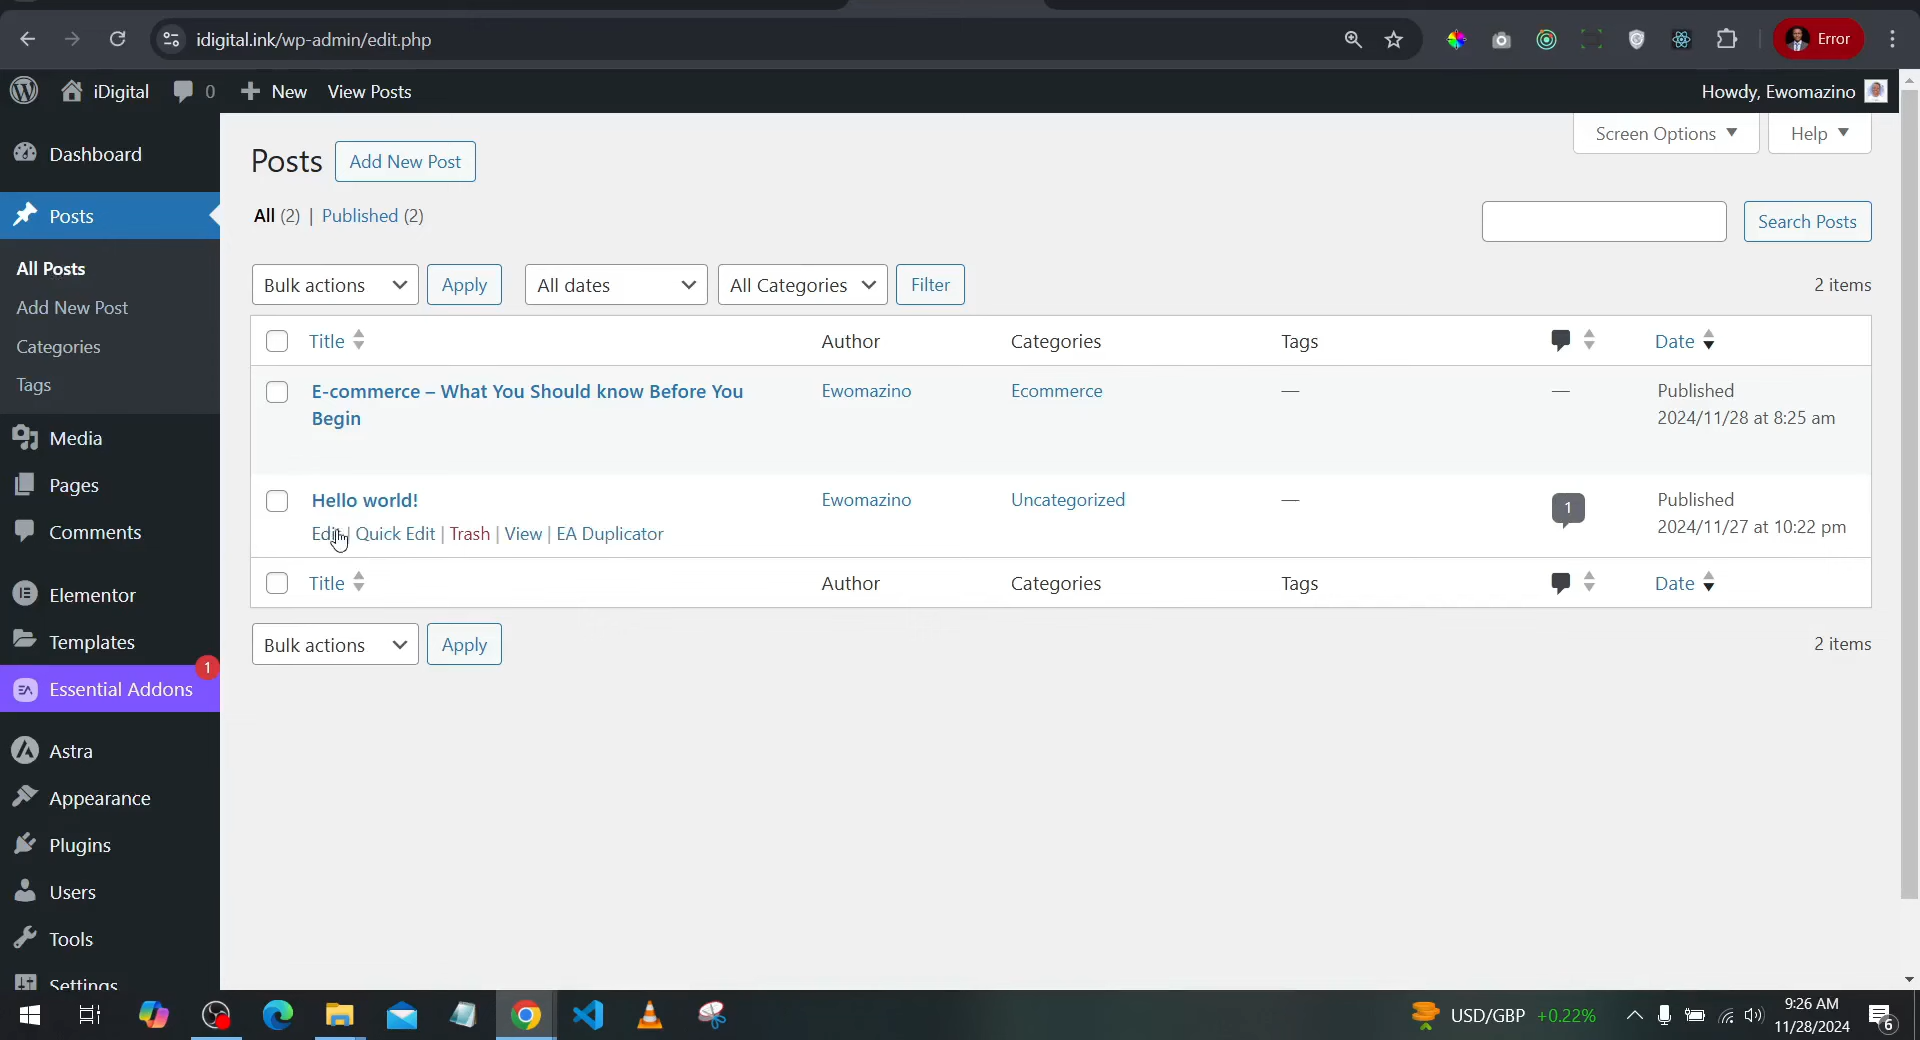 idigital.ink/wp-admin/edit.php
Error
iDigital 0 New View Posts
Howdy, Ewomazino
Screen Options Help
Dashboard
Posts
All Posts
Add New Post
Categories
Tags
Media
Pages
Comments
Elementor
Templates
Essential Addons 1
Astra
Appearance
Plugins
Users
Tools
Settings
Posts Add New Post
All (2) | Published (2)
Search Posts
Bulk actions Apply All dates All Categories Filter 2 items
Title Author Categories Tags Date
E-commerce – What You Should know Before You Ewomazino Ecommerce — — Published
Begin 2024/11/28 at 8:25 am
Hello world! Ewomazino Uncategorized — 1 Published
Edit | Quick Edit | Trash | View | EA Duplicator 2024/11/27 at 10:22 pm
Title Author Categories Tags Date
Bulk actions Apply 2 items
USD/GBP +0.22%
9:26 AM
11/28/2024
6